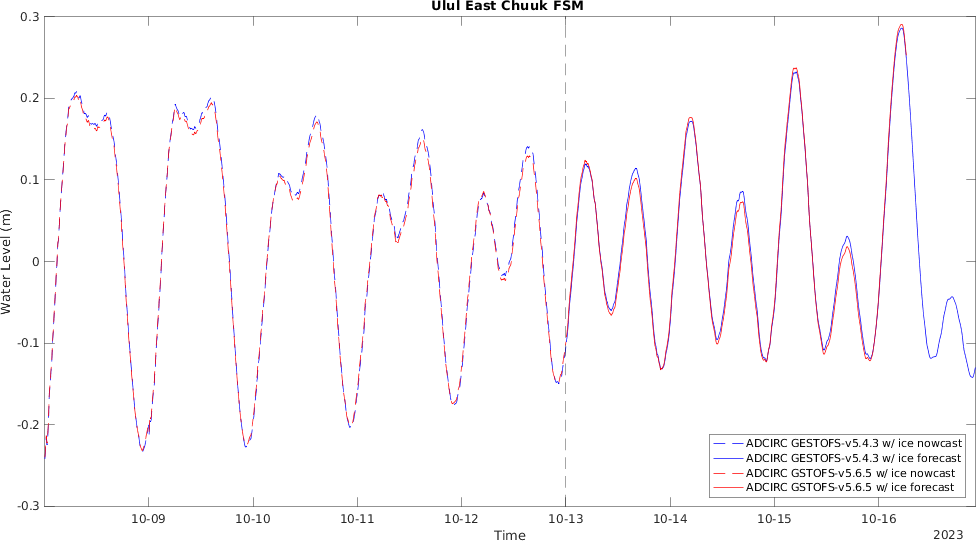 Ulul East Chuuk FSM
0.3
0.2
0.1
0
-0.1
-0.2
-0.3
Water Level (m)
10-09
10-10
10-11
10-12
10-13
10-14
10-15
10-16
Time
2023
ADCIRC GESTOFS-v5.4.3 w/ ice nowcast
ADCIRC GESTOFS-v5.4.3 w/ ice forecast
ADCIRC GSTOFS-v5.6.5 w/ ice nowcast
ADCIRC GSTOFS-v5.6.5 w/ ice forecast